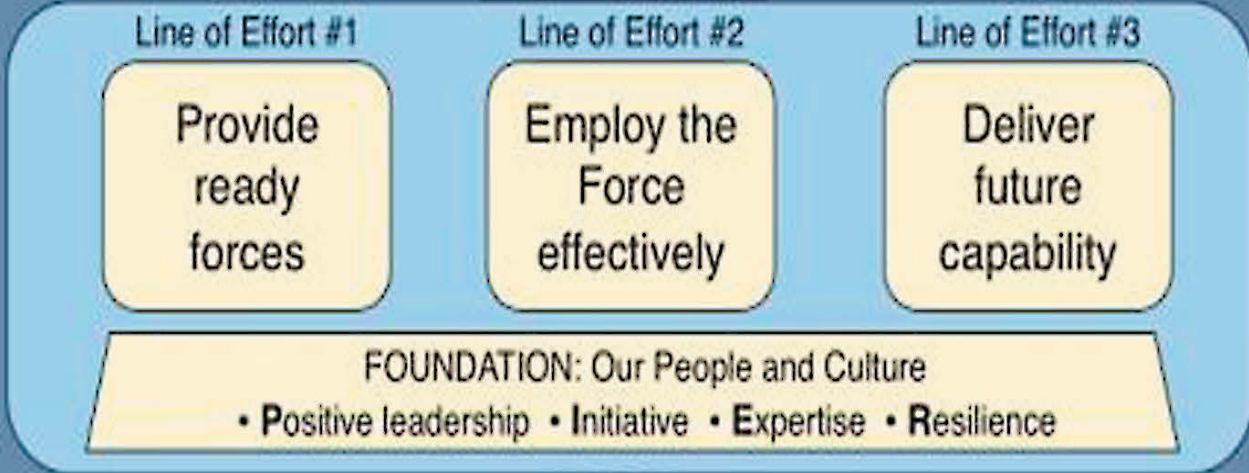 Line of Effort #1
Provide
ready
forces
Line of Effort #2
Employ the
Force
effectively
Line of Effort #3
Deliver
future
capability
FOUNDATION: Our People and Culture
• Positive leadership • Initiative • Expertise • Resilience